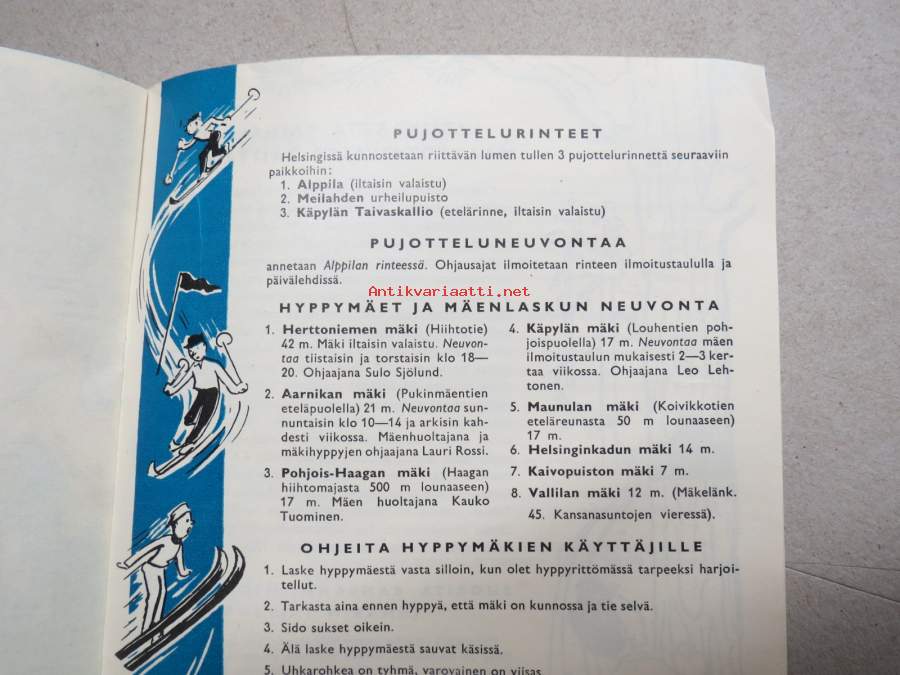 PUJOTTELURINTEET
Helsingissä kunnostetaan riittävän lumen tullen 3 pujottelurinnettä seuraaviin
paikkoihin:
1. Alppila (iltaisin valaistu)
2. Meilahden urheilupuisto
3. Käpylän Taivaskallio (etelärinne, iltaisin valaistu)
PUJOTTELUNEUVONTAA
annetaan Alppilan rinteessä. Ohjausajat ilmoitetaan rinteen ilmoitustaululla ja
päivälehdissä.
Antikvariaatti.net
HYPPYMÄET JA MÄENLASKUN NEUVONTA
1. Herttoniemen mäki (Hiihtotie)
42 m. Mäki iltaisin valaistu. Neuvon-
taa tiistaisin ja torstaisin klo 18—
20. Ohjaajana Sulo Sjölund.
2. Aarnikan mäki (Pukinmäentien
eteläpuolella) 21 m. Neuvontaa sun-
nuntaisin klo 10—14 ja arkisin kah-
desti viikossa. Mäenhuoltajana ja
mäkihyppyjen ohjaajana Lauri Rossi.
3. Pohjois-Haagan mäki (Haagan
hiihtomajasta 500 m lounaaseen)
17 m. Mäen huoltajana Kauko
Tuominen.
4. Käpylän mäki (Louhentien poh-
joispuolella) 17 m. Neuvontaa mäen
ilmoitustaulun mukaisesti 2—3 ker-
taa viikossa. Ohjaajana Leo Leh-
tonen.
5. Maunulan mäki (Koivikkotien
eteläreunasta 50 m lounaaseen)
17 m.
6. Helsinginkadun mäki 14 m.
7. Kaivopuiston mäki 7 m.
8. Vallilan mäki 12 m. (Mäkelänk.
45. Kansanasuntojen vieressä).
OHJEITA HYPPYMÄKIEN KÄYTTÄJILLE
1. Laske hyppymäestä vasta silloin, kun olet hyppyrittömässä tarpeeksi harjoi-
tellut.
2. Tarkasta aina ennen hyppyä, että mäki on kunnossa ja tie selvä.
3. Sido sukset oikein.
4. Älä laske hyppymäestä sauvat käsissä.
5. Uhkarohkea on tyhmä, varovainen on viisas